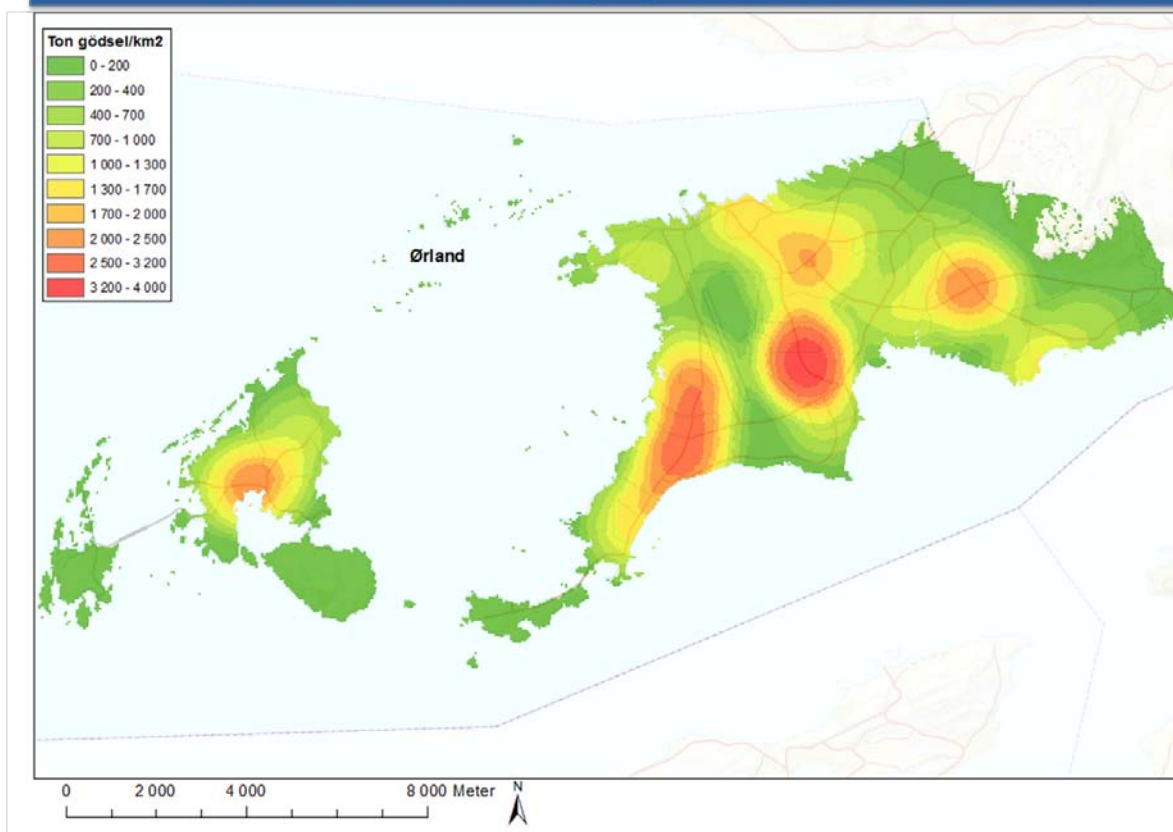 Ton gödsel/km2
0 - 200
200 - 400
400 - 700
700 - 1 000
1 000 - 1 300
1 300 - 1 700
1 700 - 2 000
2 000 - 2 500
2 500 - 3 200
3 200 - 4 000
Ørland
0 2 000 4 000 8 000 Meter
N